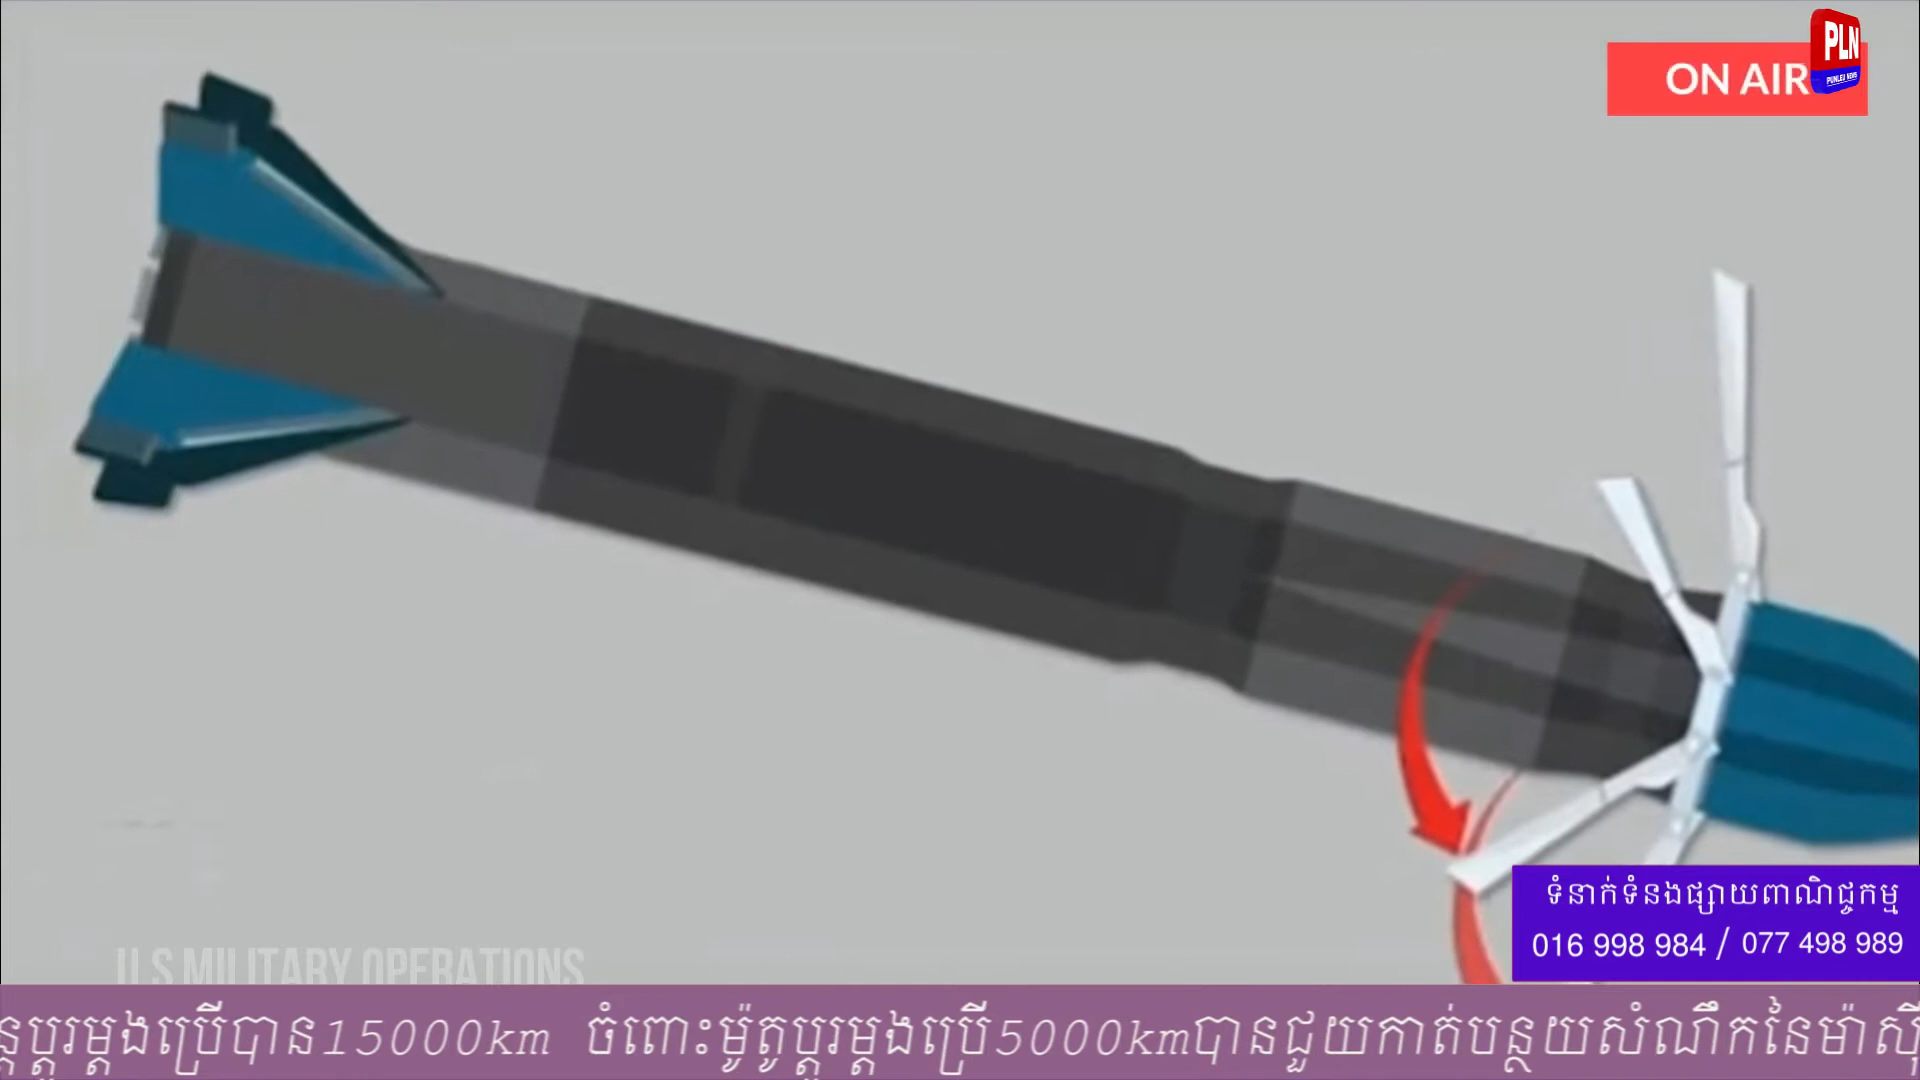 ON AIR
PLN
PUNLEU NEWS
ទំនាក់ទំនងផ្សាយពាណិជ្ជកម្ម
016 998 984 / 077 498 989
U.S MILITARY OPERATIONS
ប្តូរម្តងប្រើបាន15000km ចំពោះម៉ូតូប្តូរម្តងប្រើ5000kmបានជួយកាត់បន្ថយសំណឹកនៃម៉ាស៊ី